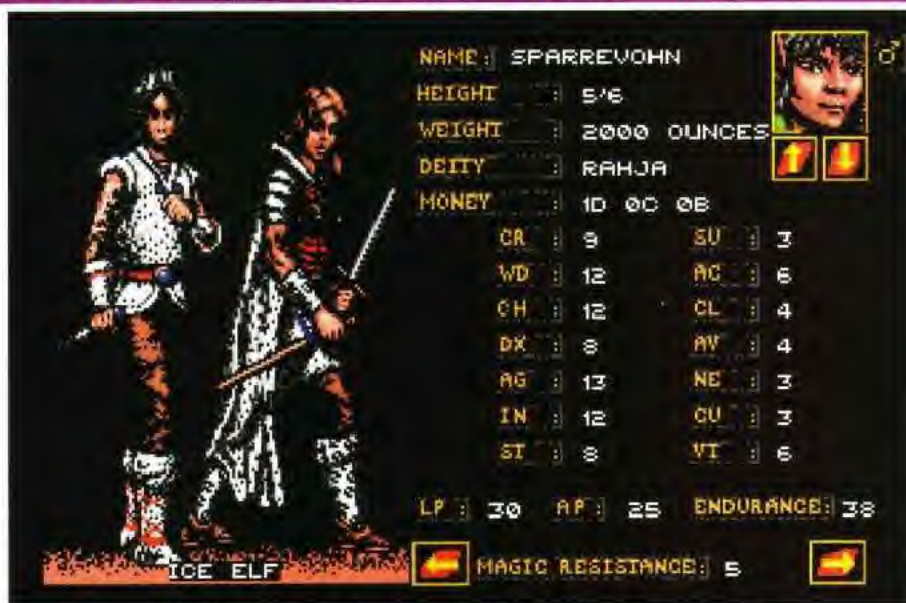 NAME: SPARREVOHN
HEIGHT : 5/6
WEIGHT : 2000 OUNCES
DEITY : RAHJA
MONEY : 1D 0C 0B
CR : 9 SU : 3
WD : 12 AC : 6
CH : 12 CL : 4
DX : 8 AV : 4
AG : 13 NE : 3
IN : 12 CU : 3
ST : 8 VT : 6
LP : 30 AP : 25 ENDURANCE: 38
ICE ELF
MAGIC RESISTANCE: 5